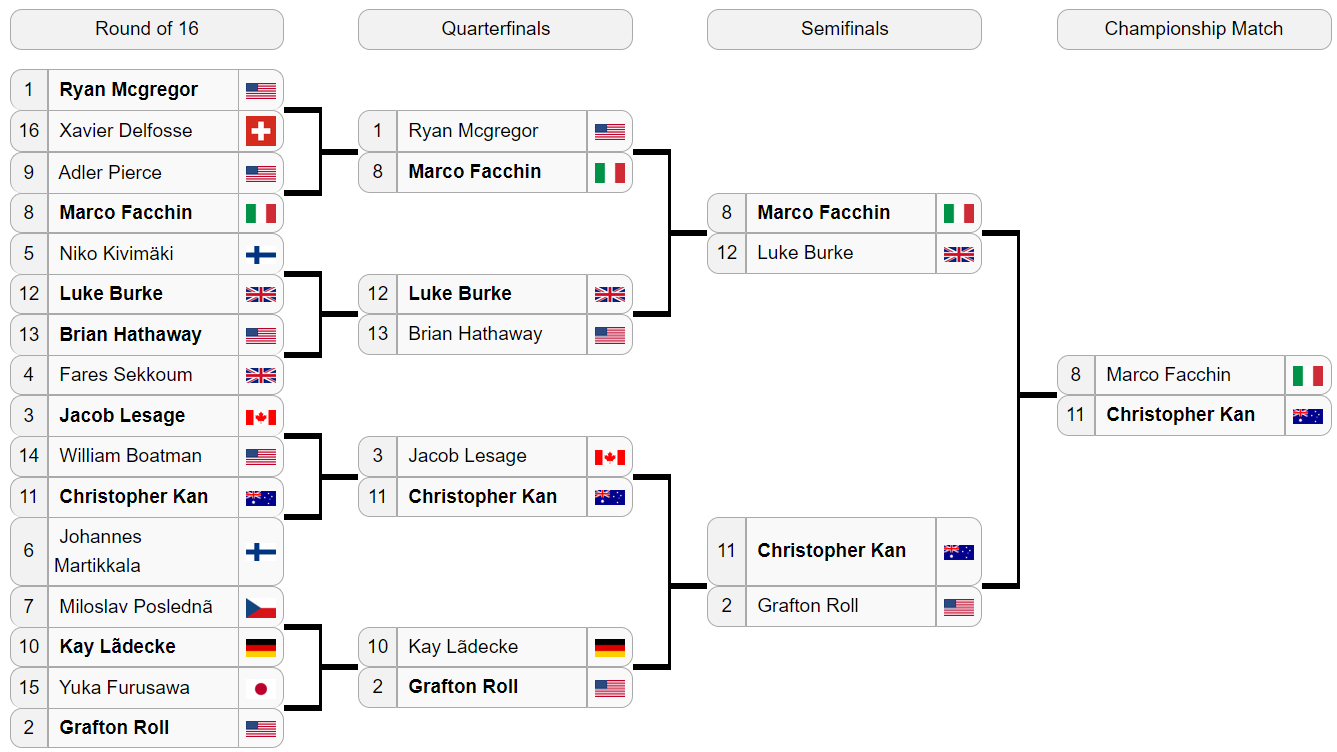 Round of 16
Quarterfinals
Semifinals
Championship Match
1 Ryan Mcgregor
16 Xavier Delfosse
9 Adler Pierce
8 Marco Facchin
5 Niko Kivimäki
12 Luke Burke
13 Brian Hathaway
4 Fares Sekkoum
3 Jacob Lesage
14 William Boatman
11 Christopher Kan
6 Johannes
Martikkala
7 Miloslav Poslednã
10 Kay Lãdecke
15 Yuka Furusawa
2 Grafton Roll
1 Ryan Mcgregor
8 Marco Facchin
12 Luke Burke
13 Brian Hathaway
3 Jacob Lesage
11 Christopher Kan
10 Kay Lãdecke
2 Grafton Roll
8 Marco Facchin
12 Luke Burke
11 Christopher Kan
2 Grafton Roll
8 Marco Facchin
11 Christopher Kan